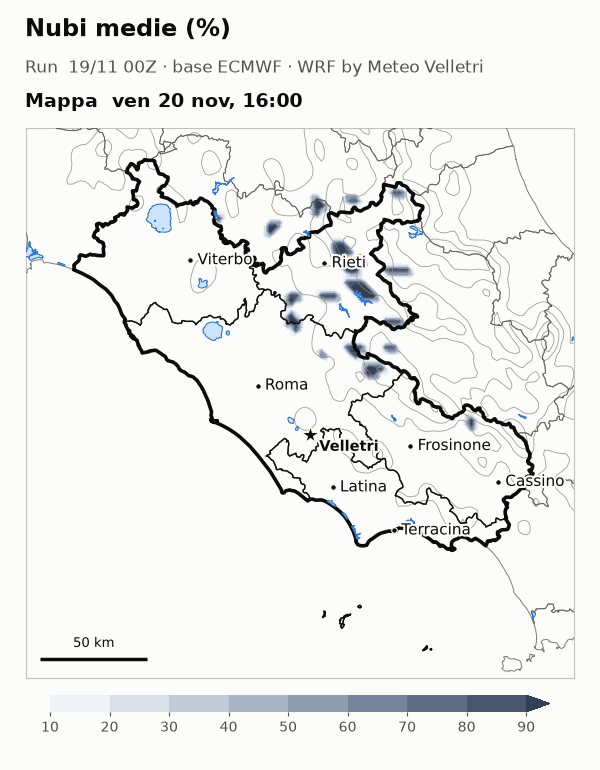 Nubi medie (%)
Run  19/11 00Z · base ECMWF · WRF by Meteo Velletri
Mappa  ven 20 nov, 16:00
Viterbo
Rieti
Roma
Velletri
Frosinone
Latina
Cassino
Terracina
50 km
10 20 30 40 50 60 70 80 90